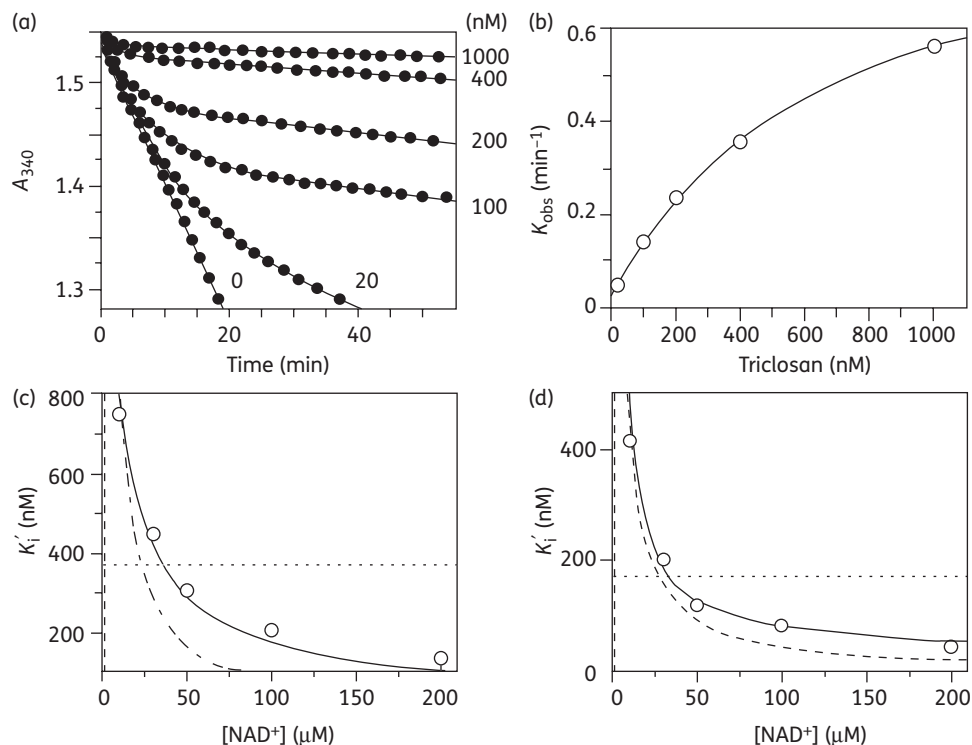 (a)
(nM)
1000
400
200
100
0
20
1.5
1.4
1.3
A340
0 20 40
Time (min)
(b)
0.6
0.4
0.2
0
Kobs (min–1)
0 200 400 600 800 1000
Triclosan (nM)
(c)
800
600
400
200
Ki′ (nM)
0 50 100 150 200
[NAD+] (μM)
(d)
400
200
0
Ki′ (nM)
0 50 100 150 200
[NAD+] (μM)